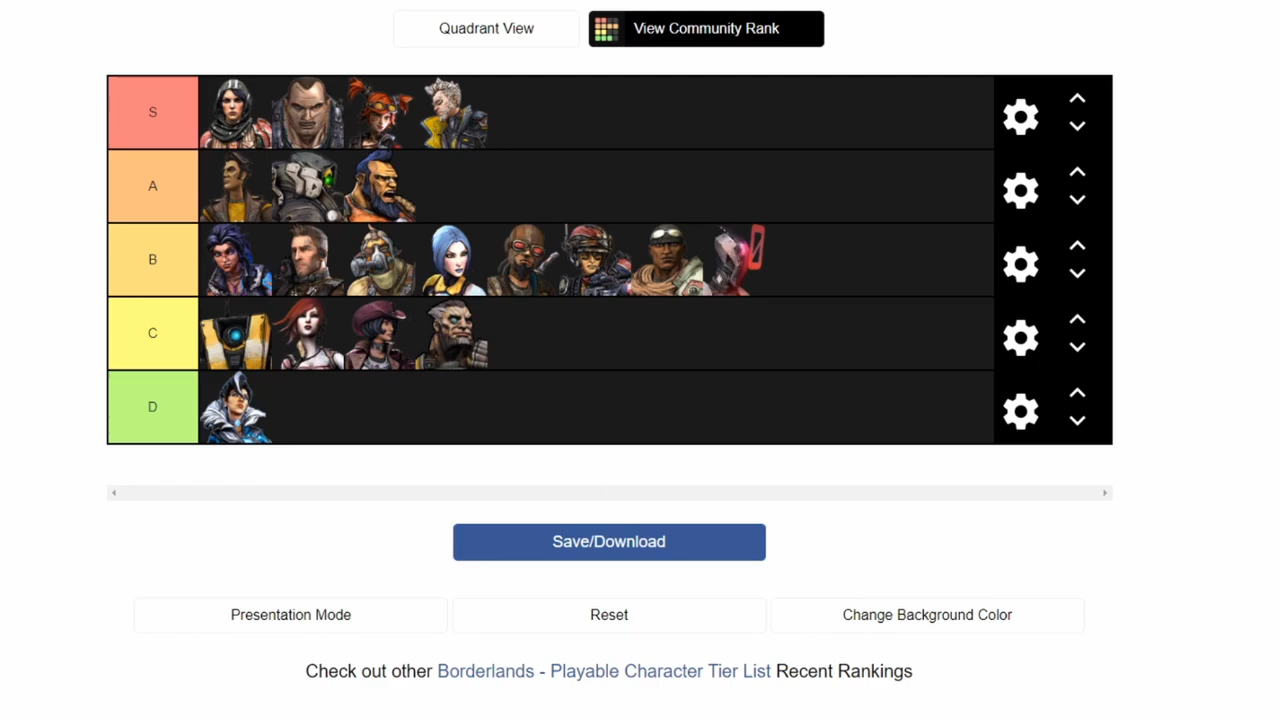 Quadrant View
View Community Rank
S
A
B
C
D
Save/Download
Presentation Mode
Reset
Change Background Color
Check out other Borderlands - Playable Character Tier List Recent Rankings